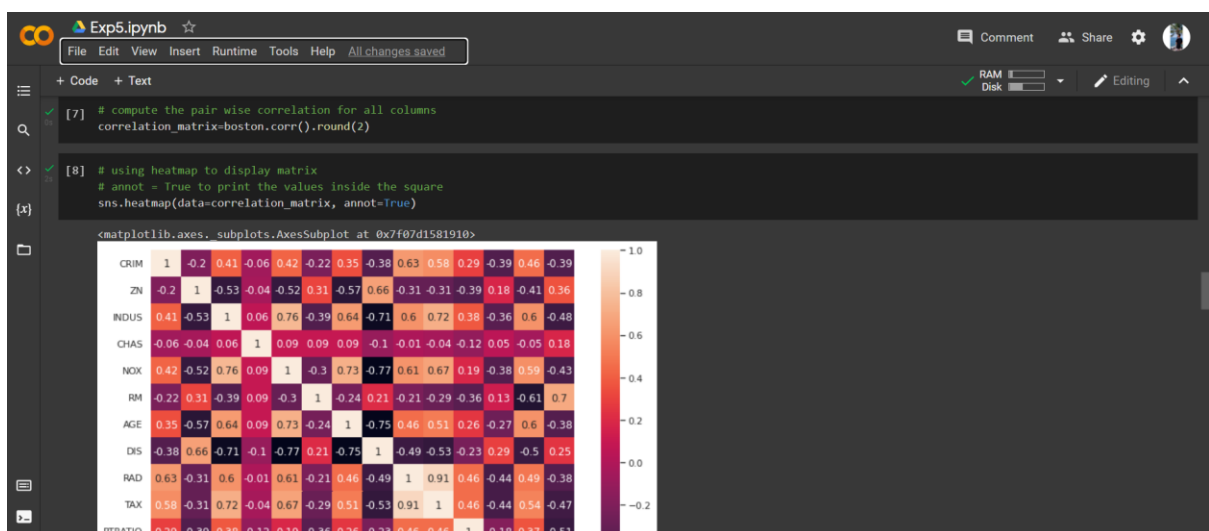 Exp5.ipynb
File Edit View Insert Runtime Tools Help All changes saved
Comment Share
+ Code + Text
RAM
Disk
Editing
[7] # compute the pair wise correlation for all columns
correlation_matrix=boston.corr().round(2)
0s
[8] # using heatmap to display matrix
2s
# annot = True to print the values inside the square
sns.heatmap(data=correlation_matrix, annot=True)
{x}
<matplotlib.axes._subplots.AxesSubplot at 0x7f07d1581910>
CRIM 1 -0.2 0.41 -0.06 0.42 -0.22 0.35 -0.38 0.63 0.58 0.29 -0.39 0.46 -0.39
ZN -0.2 1 -0.53 -0.04 -0.52 0.31 -0.57 0.66 -0.31 -0.31 -0.39 0.18 -0.41 0.36
INDUS 0.41 -0.53 1 0.06 0.76 -0.39 0.64 -0.71 0.6 0.72 0.38 -0.36 0.6 -0.48
CHAS -0.06 -0.04 0.06 1 0.09 0.09 0.09 -0.1 -0.01 -0.04 -0.12 0.05 -0.05 0.18
NOX 0.42 -0.52 0.76 0.09 1 -0.3 0.73 -0.77 0.61 0.67 0.19 -0.38 0.59 -0.43
RM -0.22 0.31 -0.39 0.09 -0.3 1 -0.24 0.21 -0.21 -0.29 -0.36 0.13 -0.61 0.7
AGE 0.35 -0.57 0.64 0.09 0.73 -0.24 1 -0.75 0.46 0.51 0.26 -0.27 0.6 -0.38
DIS -0.38 0.66 -0.71 -0.1 -0.77 0.21 -0.75 1 -0.49 -0.53 -0.23 0.29 -0.5 0.25
RAD 0.63 -0.31 0.6 -0.01 0.61 -0.21 0.46 -0.49 1 0.91 0.46 -0.44 0.49 -0.38
TAX 0.58 -0.31 0.72 -0.04 0.67 -0.29 0.51 -0.53 0.91 1 0.46 -0.44 0.54 -0.47
1.0
0.8
0.6
0.4
0.2
0.0
-0.2